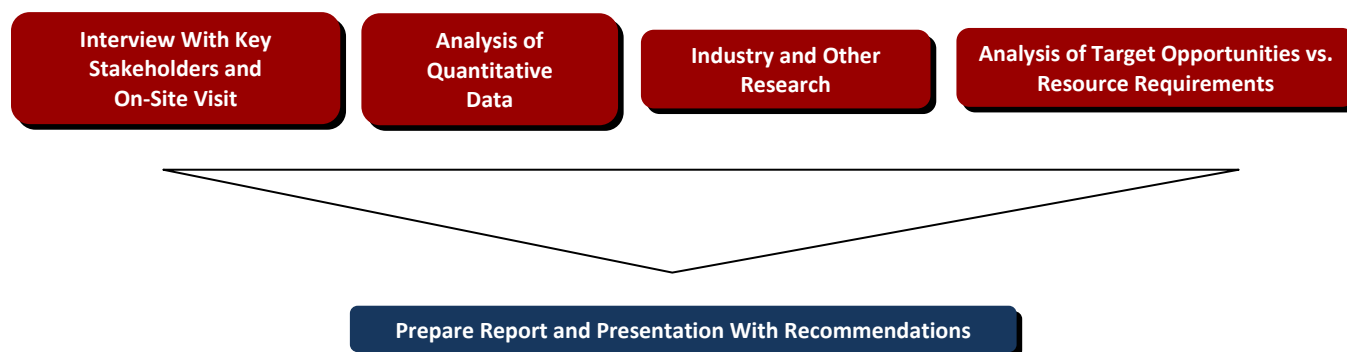 Interview With Key
Stakeholders and
On-Site Visit
Analysis of
Quantitative
Data
Industry and Other
Research
Analysis of Target Opportunities vs.
Resource Requirements
Prepare Report and Presentation With Recommendations